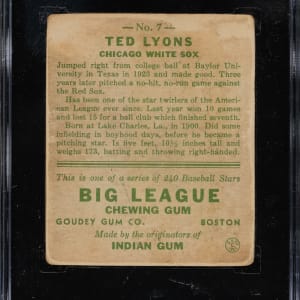 — No. 7 —
TED LYONS
CHICAGO WHITE SOX
Jumped right from college ball at Baylor University in Texas in 1923 and made good. Three
years later pitched a no-hit, no-run game against
the Red Sox.
Has been one of the star twirlers of the American League ever since. Last year won 10 games
and lost 15 for a ball club which finished seventh.
Born at Lake Charles, La., in 1900. Did some
infielding in boyhood days, before he became a
pitching star. Is five feet, 10½ inches tall and
weighs 173, batting and throwing right-handed.
This is one of a series of 240 Baseball Stars
BIG LEAGUE
CHEWING GUM
GOUDEY GUM CO. BOSTON
Made by the originators of
INDIAN GUM